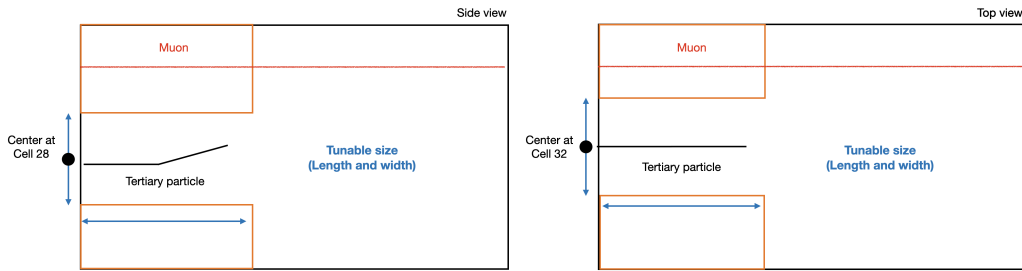 Side view
Muon
Center at
Cell 28
Tunable size
(Length and width)
Tertiary particle
Top view
Muon
Center at
Cell 32
Tunable size
(Length and width)
Tertiary particle